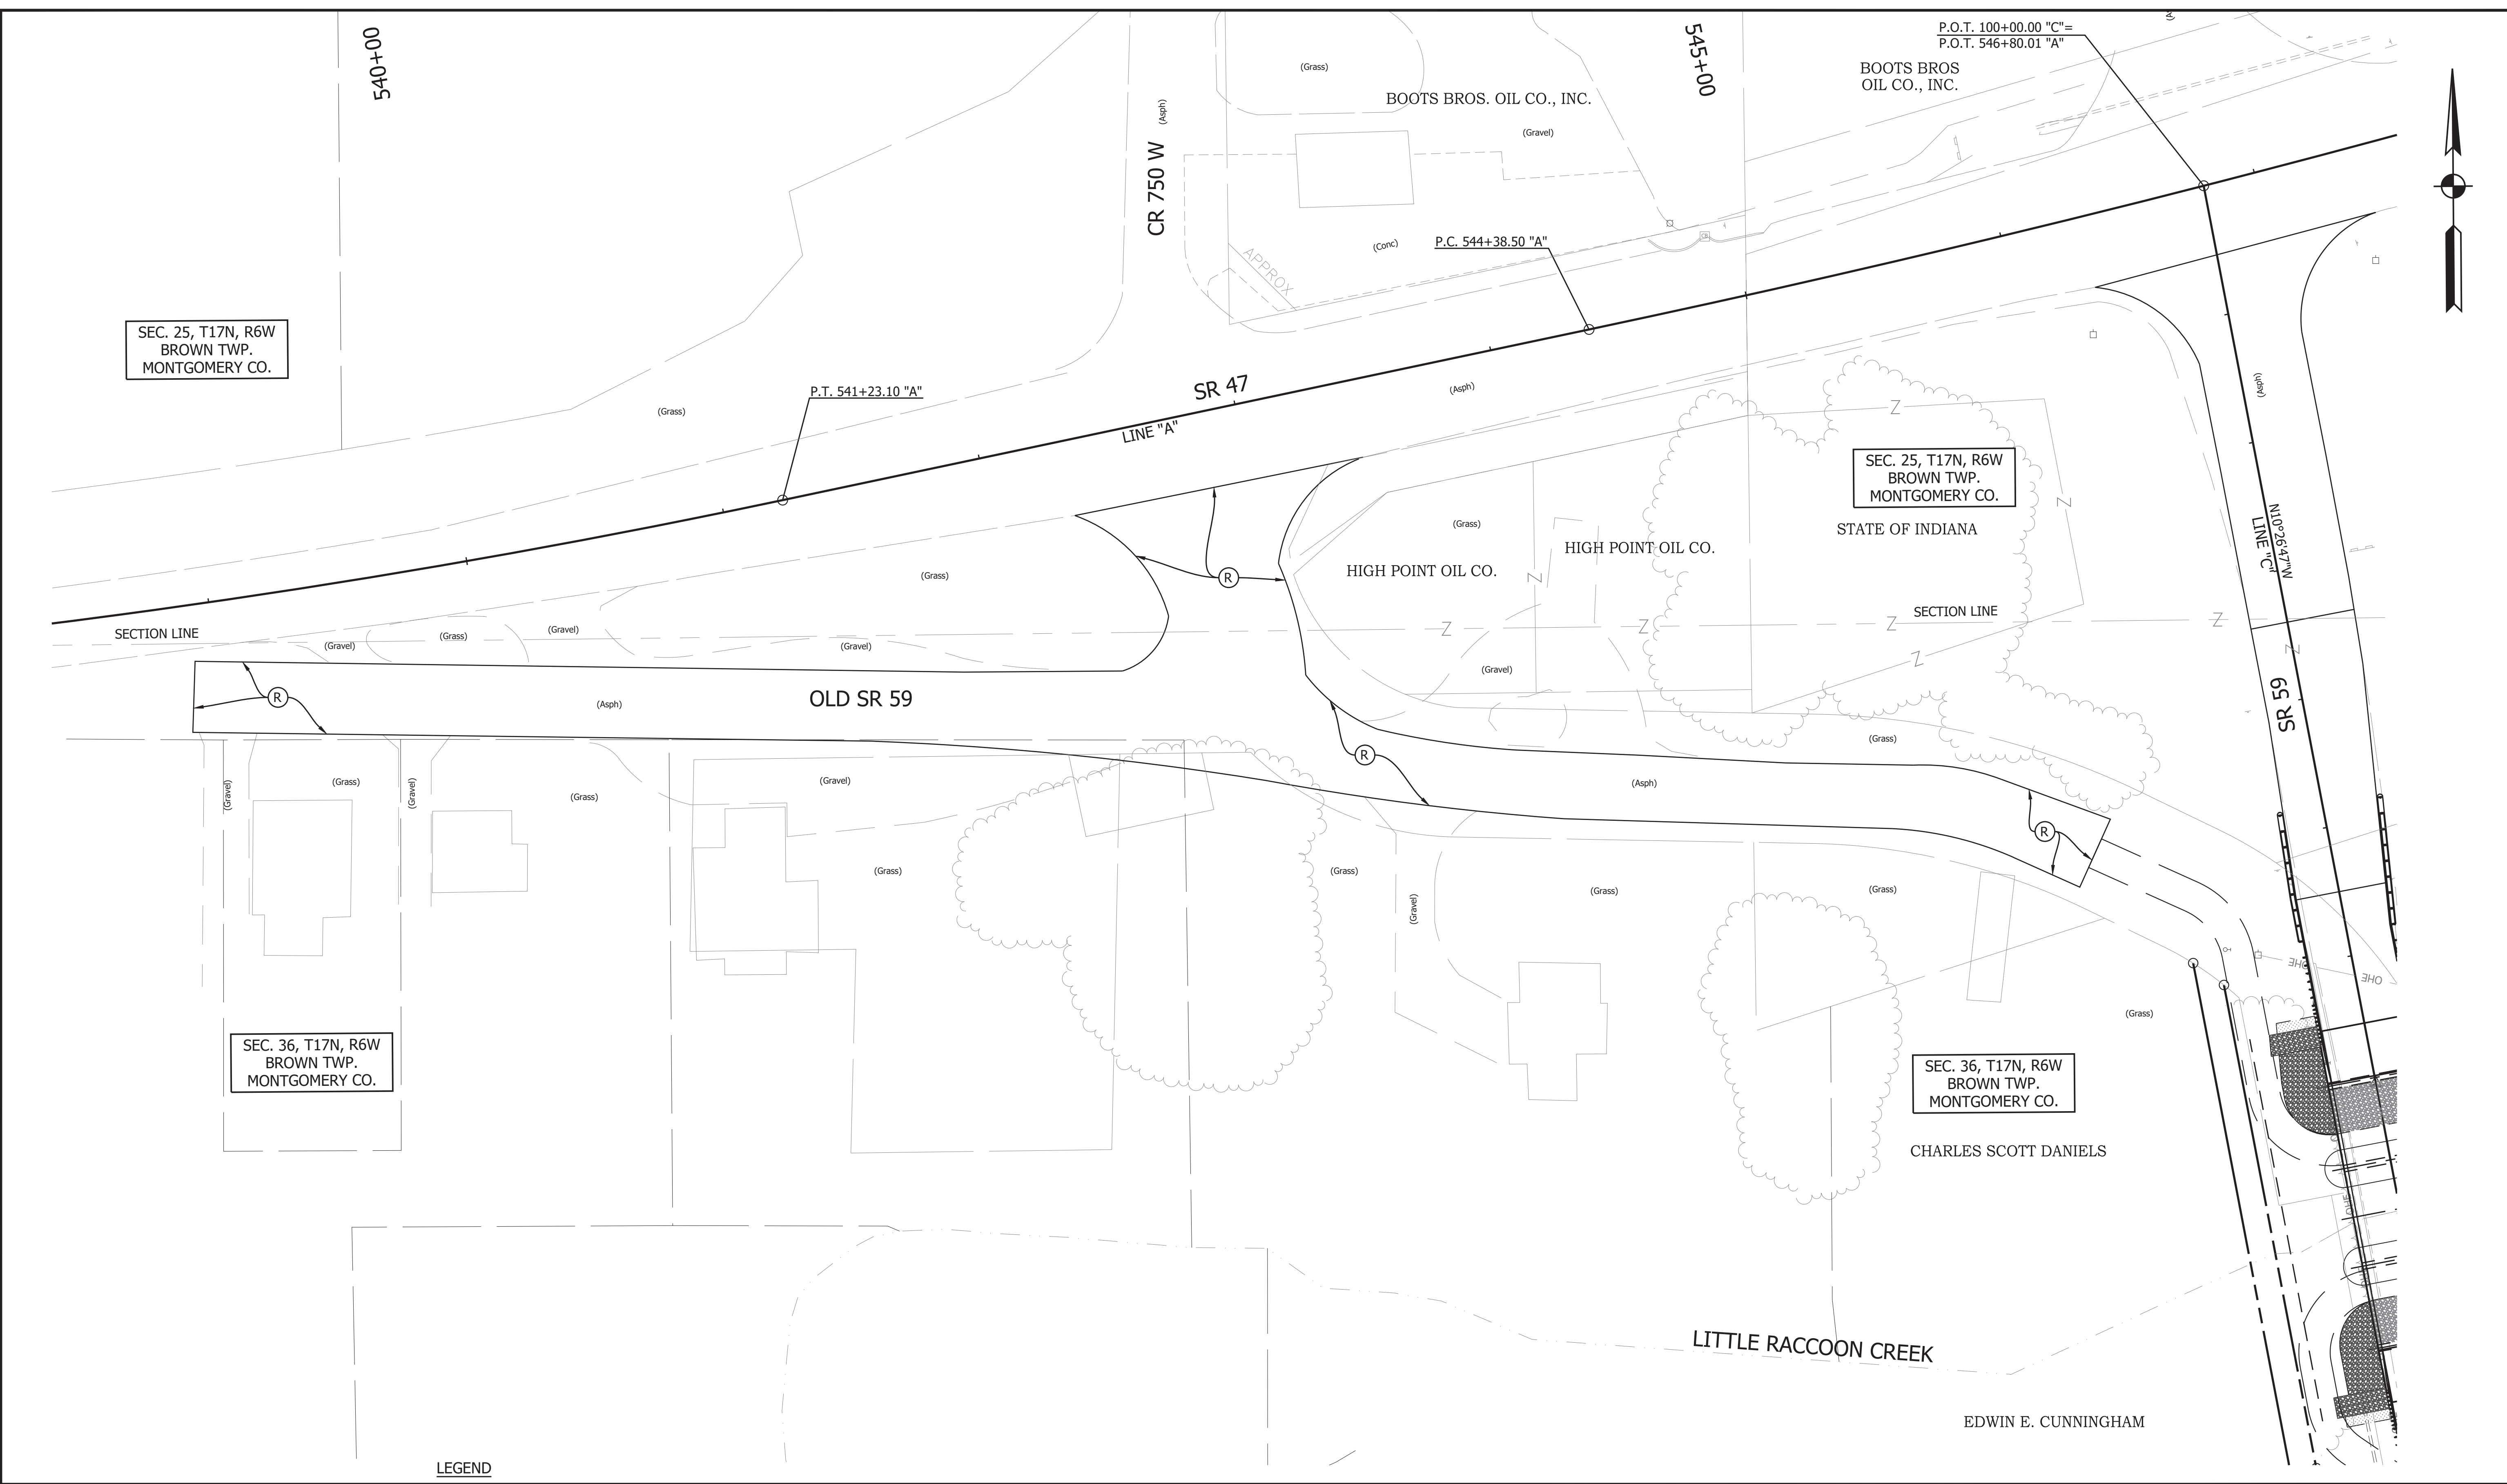 540+00
545+00
P.O.T. 100+00.00 "C"=
P.O.T. 546+80.01 "A"
BOOTS BROS
OIL CO., INC.
(Grass)
BOOTS BROS. OIL CO., INC.
(Asph)
(Gravel)
CR 750 W
P.C. 544+38.50 "A"
(Conc)
CB
APPROX
SEC. 25, T17N, R6W
BROWN TWP.
MONTGOMERY CO.
P.T. 541+23.10 "A"
SR 47
(Asph)
(Asph)
(Grass)
LINE "A"
SEC. 25, T17N, R6W
BROWN TWP.
MONTGOMERY CO.
(Grass)
STATE OF INDIANA
N10°26'47"W
LINE "C"
HIGH POINT OIL CO.
HIGH POINT OIL CO.
(Grass)
R
SECTION LINE
SECTION LINE
(Gravel)
(Grass)
(Gravel)
(Gravel)
(Gravel)
R
OLD SR 59
(Asph)
SR 59
(Grass)
R
(Gravel)
(Grass)
(Gravel)
(Grass)
(Gravel)
(Asph)
R
(Grass)
(Grass)
(Gravel)
(Grass)
(Grass)
OHE
OHE
(Grass)
SEC. 36, T17N, R6W
BROWN TWP.
MONTGOMERY CO.
SEC. 36, T17N, R6W
BROWN TWP.
MONTGOMERY CO.
CHARLES SCOTT DANIELS
OHE
LITTLE RACCOON CREEK
EDWIN E. CUNNINGHAM
LEGEND